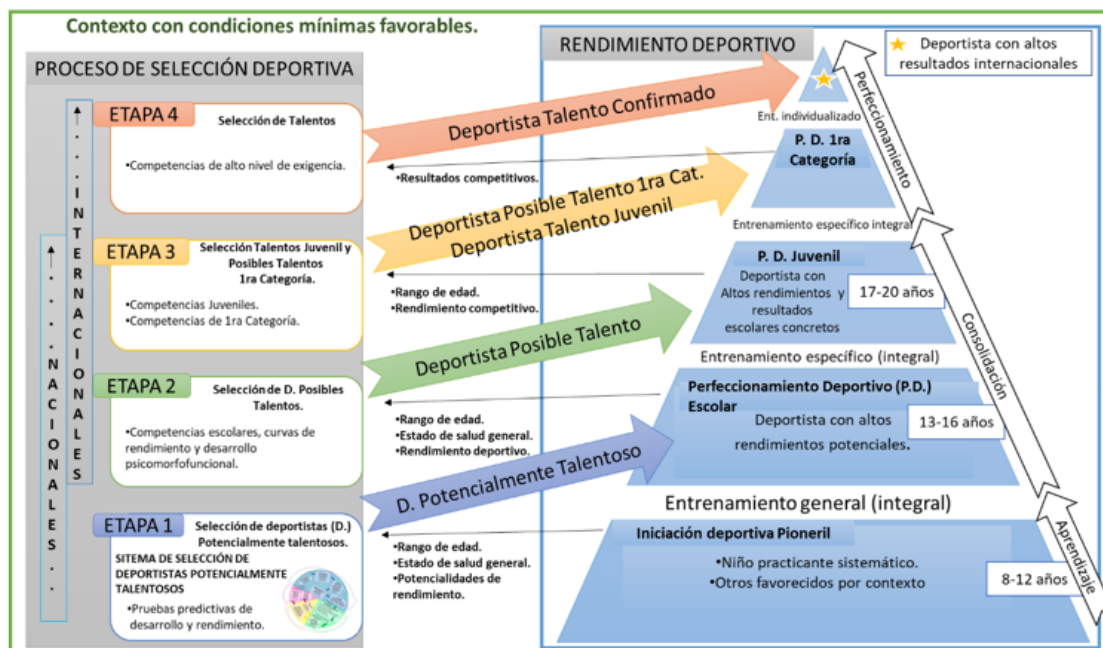 Contexto con condiciones mínimas favorables.
PROCESO DE SELECCIÓN DEPORTIVA
RENDIMIENTO DEPORTIVO
Deportista con altos
resultados internacionales
ETAPA 4
Selección de Talentos
•Competencias de alto nivel de exigencia.
Deportista Talento Confirmado
•Resultados competitivos.
Ent. individualizado
P. D. 1ra
Categoría
Perfeccionamiento
ETAPA 3
Selección Talentos Juvenil y
Posibles Talentos
1ra Categoría.
•Competencias Juveniles.
•Competencias de 1ra Categoría.
Deportista Posible Talento 1ra Cat.
Deportista Talento Juvenil
•Rango de edad.
•Rendimiento competitivo.
Entrenamiento específico integral
P. D. Juvenil
Deportista con
Altos rendimientos y
resultados
escolares concretos
17-20 años
Consolidación
ETAPA 2
Selección de D. Posibles
Talentos.
•Competencias escolares, curvas de
rendimiento y desarrollo
psicomorfofuncional.
Deportista Posible Talento
•Rango de edad.
•Estado de salud general.
•Rendimiento deportivo.
Entrenamiento específico (integral)
Perfeccionamiento Deportivo (P.D.)
Escolar
Deportista con altos
rendimientos potenciales.
13-16 años
ETAPA 1
Selección de deportistas (D.)
Potencialmente talentosos.
SITEMA DE SELECCIÓN DE
DEPORTISTAS POTENCIALMENTE
TALENTOSOS
•Pruebas predictivas de
desarrollo y rendimiento.
D. Potencialmente Talentoso
•Rango de edad.
•Estado de salud general.
•Potencialidades de
rendimiento.
Entrenamiento general (integral)
Iniciación deportiva Pioneril
•Niño practicante sistemático.
•Otros favorecidos por contexto
8-12 años
Aprendizaje
NACIONALES. . .
. . . INTERNACIONALES